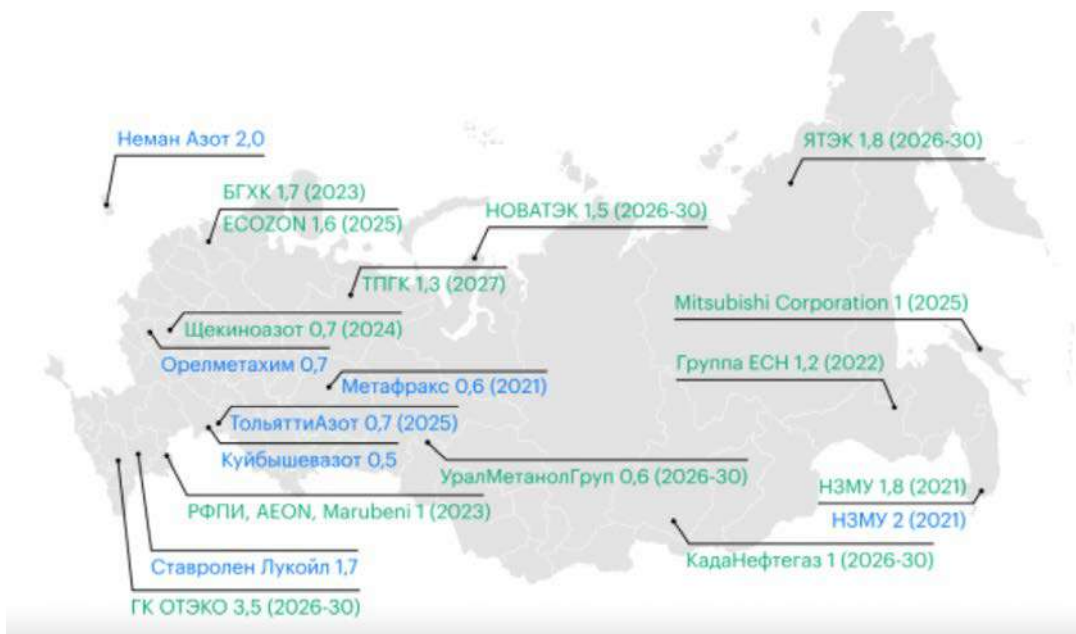 Неман Азот 2,0
ЯТЭК 1,8 (2026-30)
БГХК 1,7 (2023)
ECOZON 1,6 (2025)
НОВАТЭК 1,5 (2026-30)
ТПГК 1,3 (2027)
Mitsubishi Corporation 1 (2025)
Щекиноазот 0,7 (2024)
Орелметахим 0,7
Группа ЕСН 1,2 (2022)
Метафракс 0,6 (2021)
ТольяттиАзот 0,7 (2025)
Куйбышевазот 0,5
УралМетанолГруп 0,6 (2026-30)
НЗМУ 1,8 (2021)
РФПИ, AEON, Marubeni 1 (2023)
НЗМУ 2 (2021)
КадаНефтегаз 1 (2026-30)
Ставролен Лукойл 1,7
ГК ОТЭКО 3,5 (2026-30)